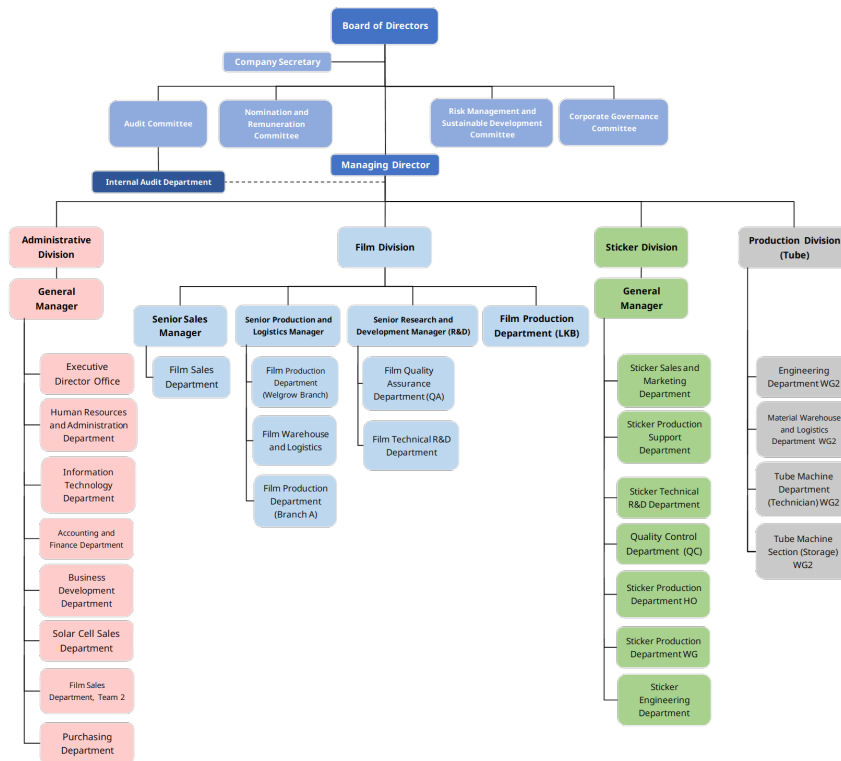 Board of Directors
Company Secretary
Audit Committee
Nomination and
Remuneration
Committee
Risk Management and
Sustainable Development
Committee
Corporate Governance
Committee
Managing Director
Internal Audit Department
Administrative
Division
General
Manager
Executive
Director Office
Human Resources
and Administration
Department
Information
Technology
Department
Accounting and
Finance Department
Business
Development
Department
Solar Cell Sales
Department
Film Sales
Department, Team 2
Purchasing
Department
Film Division
Senior Sales
Manager
Film Sales
Department
Senior Production and
Logistics Manager
Film Production
Department
(Welgrow Branch)
Film Warehouse
and Logistics
Film Production
Department
(Branch A)
Senior Research and
Development Manager (R&D)
Film Quality
Assurance
Department (QA)
Film Technical R&D
Department
Film Production
Department (LKB)
Sticker Division
General
Manager
Sticker Sales and
Marketing
Department
Sticker Production
Support
Department
Sticker Technical
R&D Department
Quality Control
Department (QC)
Sticker Production
Department HO
Sticker Production
Department WG
Sticker
Engineering
Department
Production Division
(Tube)
Engineering
Department WG2
Material Warehouse
and Logistics
Department WG2
Tube Machine
Department
(Technician) WG2
Tube Machine
Section (Storage)
WG2